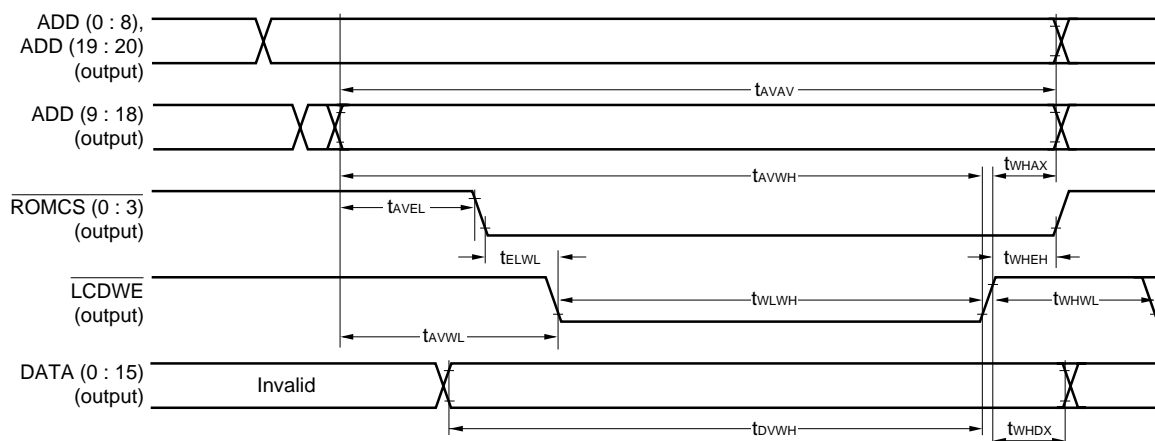 ADD (0 : 8),
ADD (19 : 20)
(output)
tAVAV
ADD (9 : 18)
(output)
tAVWH
tWHAX
ROMCS (0 : 3)
(output)
tAVEL
tELWL
tWHEH
LCDWE
(output)
tWLWH
tWHWL
tAVWL
DATA (0 : 15)
(output)
Invalid
tDVWH
tWHDX